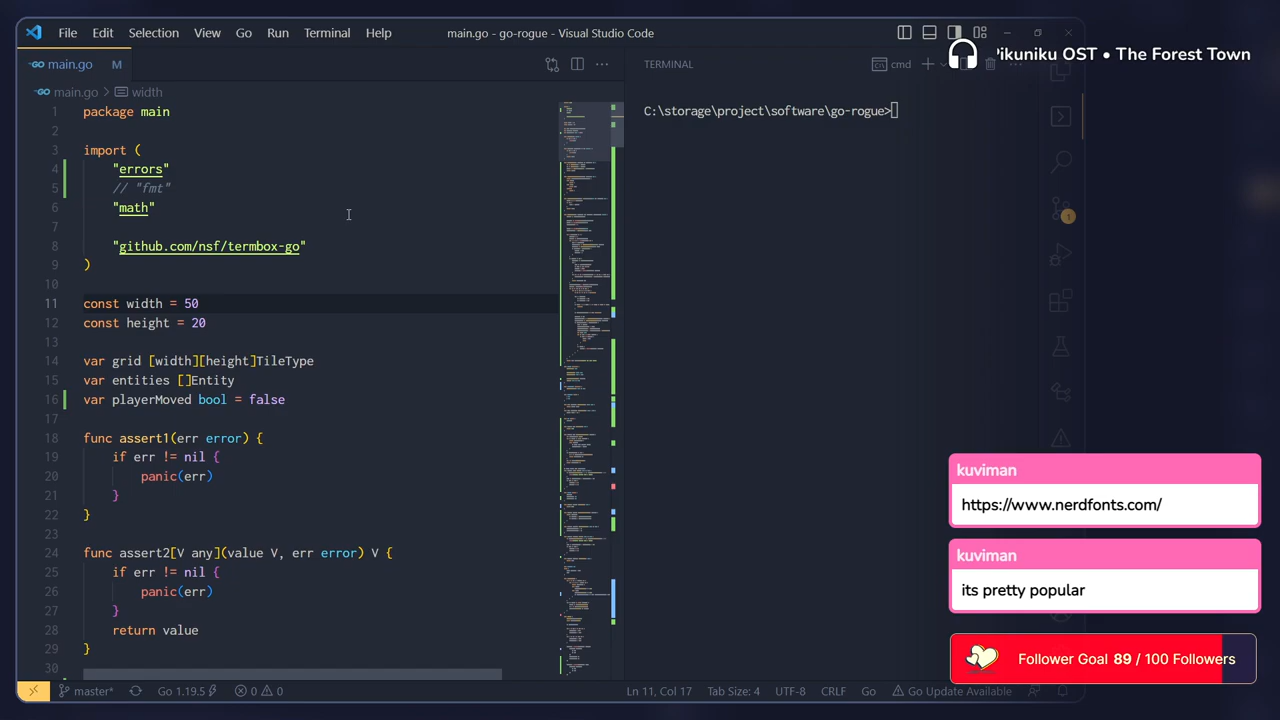 File Edit Selection View Go Run Terminal Help main.go - go-rogue - Visual Studio Code
main.go M
main.go > width
1 package main
2
3 import (
4 "errors"
5 // "fmt"
6 "math"
7
8 "github.com/nsf/termbox-go"
9 )
10
11 const width = 50
12 const height = 20
13
14 var grid [width][height]TileType
15 var entities []Entity
16 var playerMoved bool = false
17
18 func assert1(err error) {
19 if err != nil {
20 panic(err)
21 }
22 }
23
24 func assert2[V any](value V, err error) V {
25 if err != nil {
26 panic(err)
27 }
28 return value
29 }
30
TERMINAL cmd
C:\storage\project\software\go-rogue>
Pikuniku OST • The Forest Town
1
kuviman
https://www.nerdfonts.com/
kuviman
its pretty popular
Follower Goal 89 / 100 Followers
master* Go 1.19.5 0 0 Ln 11, Col 17 Tab Size: 4 UTF-8 CRLF Go Go Update Available